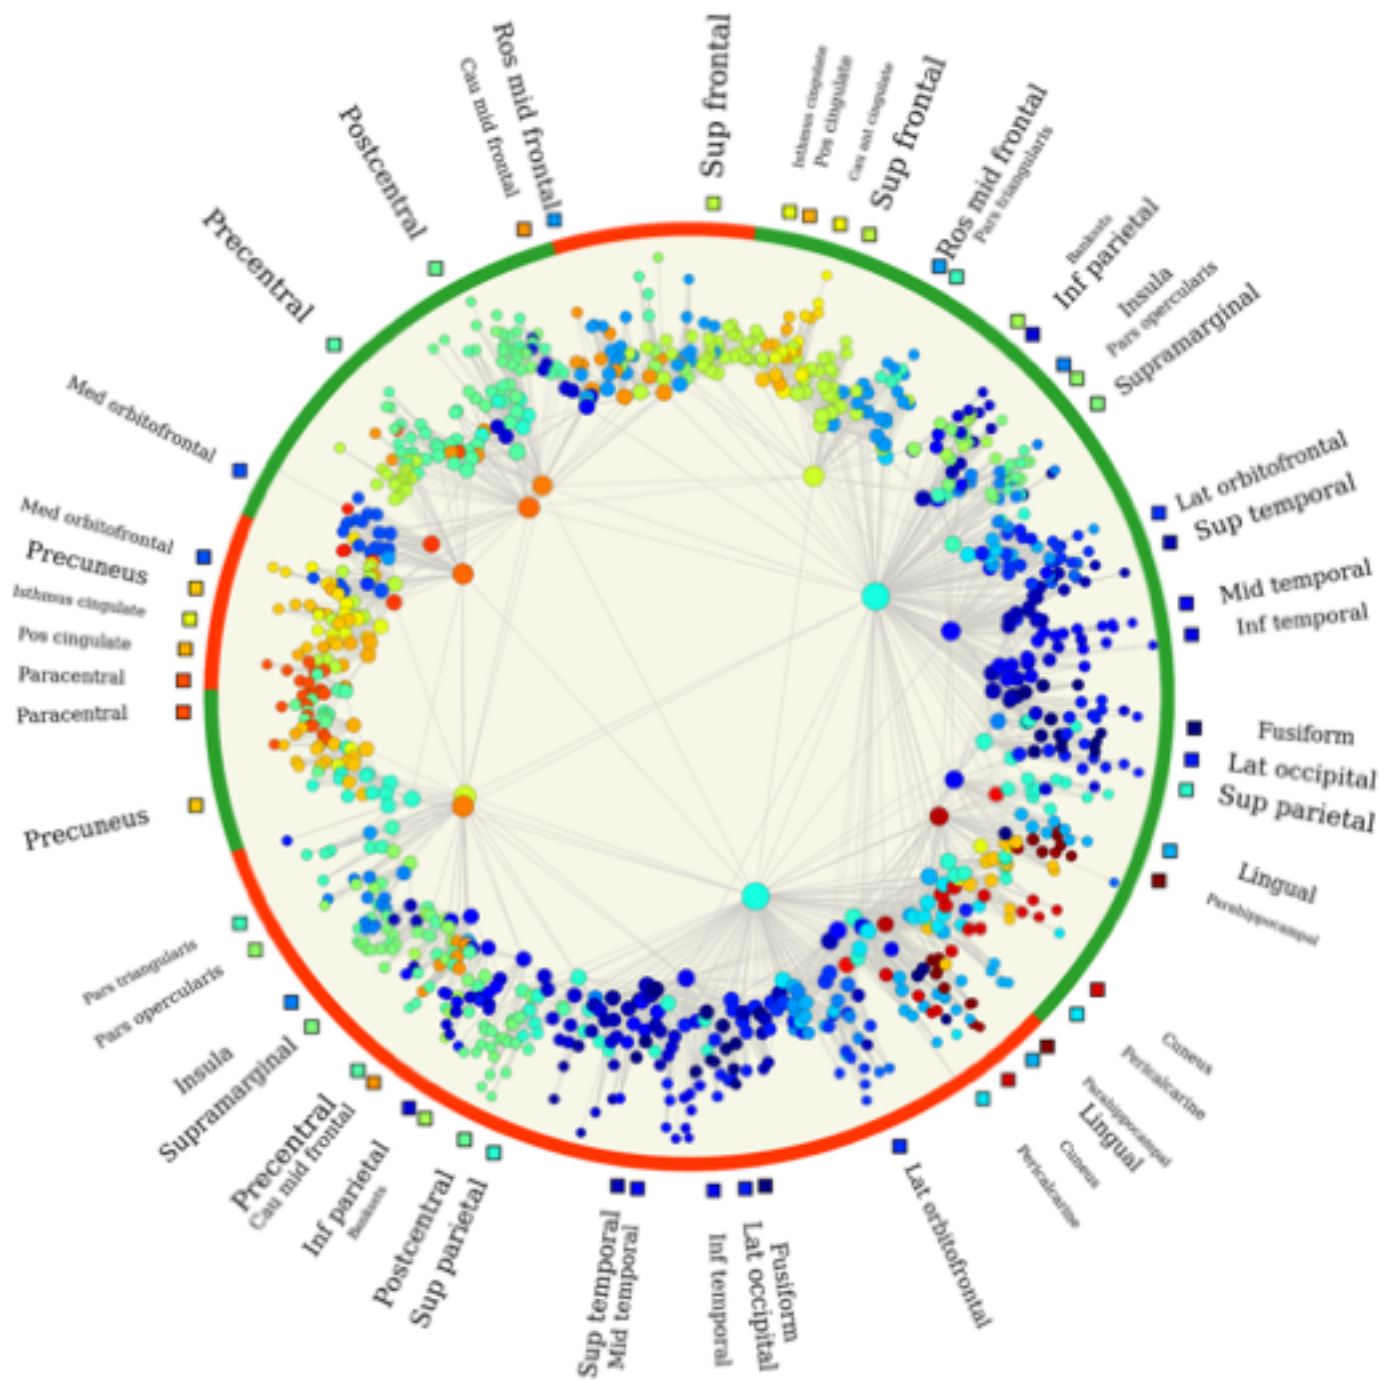 Sup frontal
Isthmus cingulate
Pos cingulate
Cau ant cingulate
Sup frontal
Ros mid frontal
Pars triangularis
Bankssts
Inf parietal
Insula
Pars opercularis
Supramarginal
Lat orbitofrontal
Sup temporal
Mid temporal
Inf temporal
Fusiform
Lat occipital
Sup parietal
Lingual
Parahippocampal
Cuneus
Pericalcarine
Parahippocampal
Lingual
Cuneus
Pericalcarine
Lat orbitofrontal
Fusiform
Lat occipital
Inf temporal
Mid temporal
Sup temporal
Sup parietal
Postcentral
Bankssts
Inf parietal
Cau mid frontal
Precentral
Supramarginal
Insula
Pars opercularis
Pars triangularis
Precuneus
Paracentral
Paracentral
Pos cingulate
Isthmus cingulate
Precuneus
Med orbitofrontal
Med orbitofrontal
Precentral
Postcentral
Cau mid frontal
Ros mid frontal